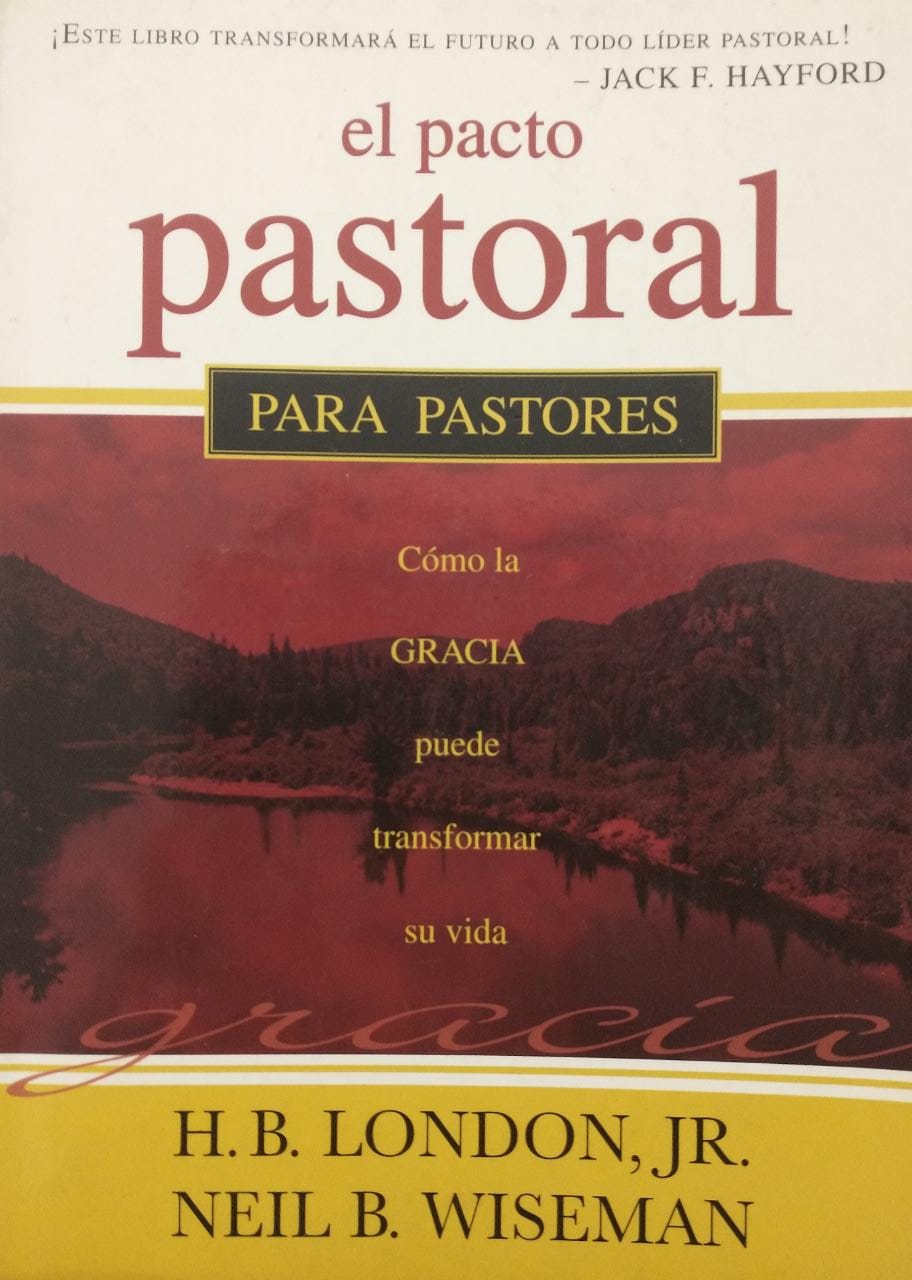 ¡ESTE LIBRO TRANSFORMARÁ EL FUTURO A TODO LÍDER PASTORAL!
– JACK F. HAYFORD
el pacto
pastoral
PARA PASTORES
Cómo la
GRACIA
puede
transformar
su vida
gracia
H. B. LONDON, JR.
NEIL B. WISEMAN